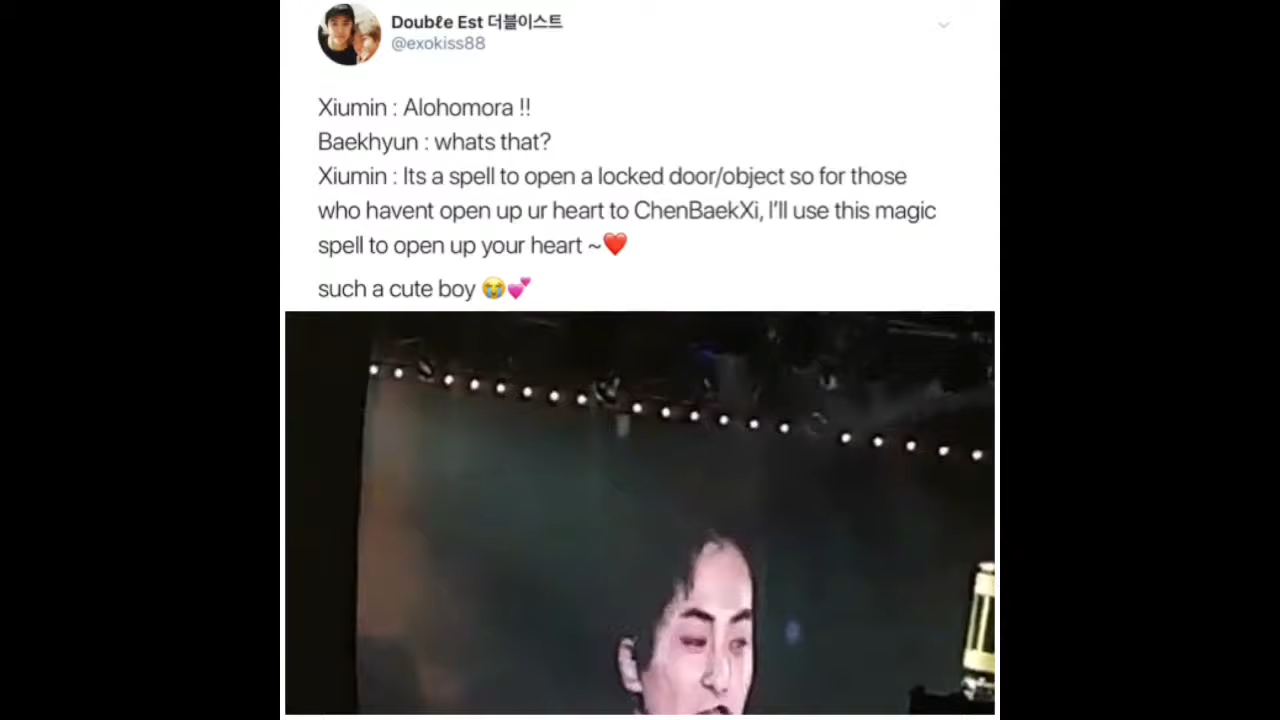 Doubℓe Est 더블이스트
@exokiss88
Xiumin : Alohomora !!
Baekhyun : whats that?
Xiumin : Its a spell to open a locked door/object so for those
who havent open up ur heart to ChenBaekXi, I’ll use this magic
spell to open up your heart ~❤️
such a cute boy 😭💕